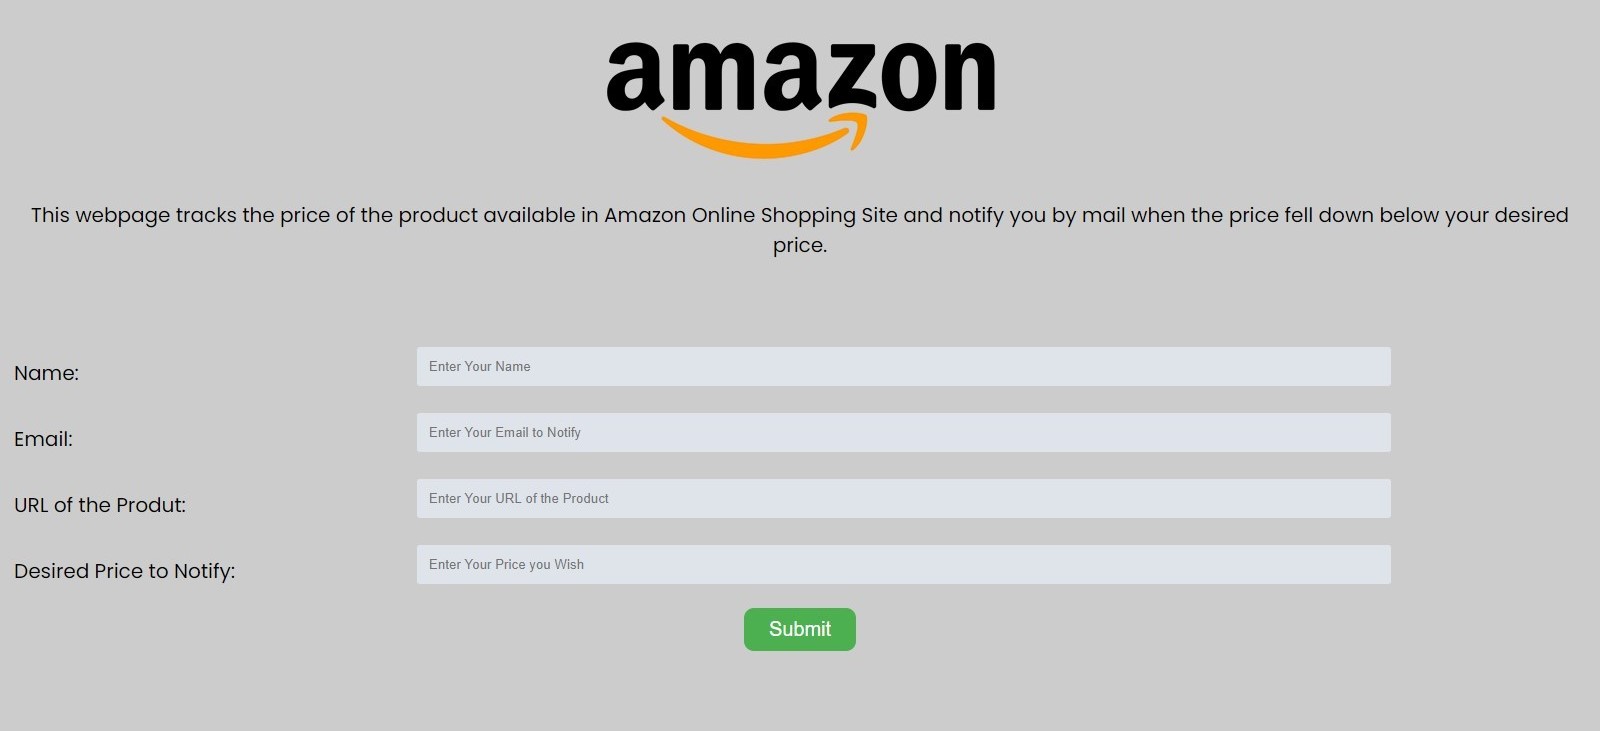 amazon
This webpage tracks the price of the product available in Amazon Online Shopping Site and notify you by mail when the price fell down below your desired
price.
Name:
Enter Your Name
Email:
Enter Your Email to Notify
URL of the Produt:
Enter Your URL of the Product
Desired Price to Notify:
Enter Your Price you Wish
Submit